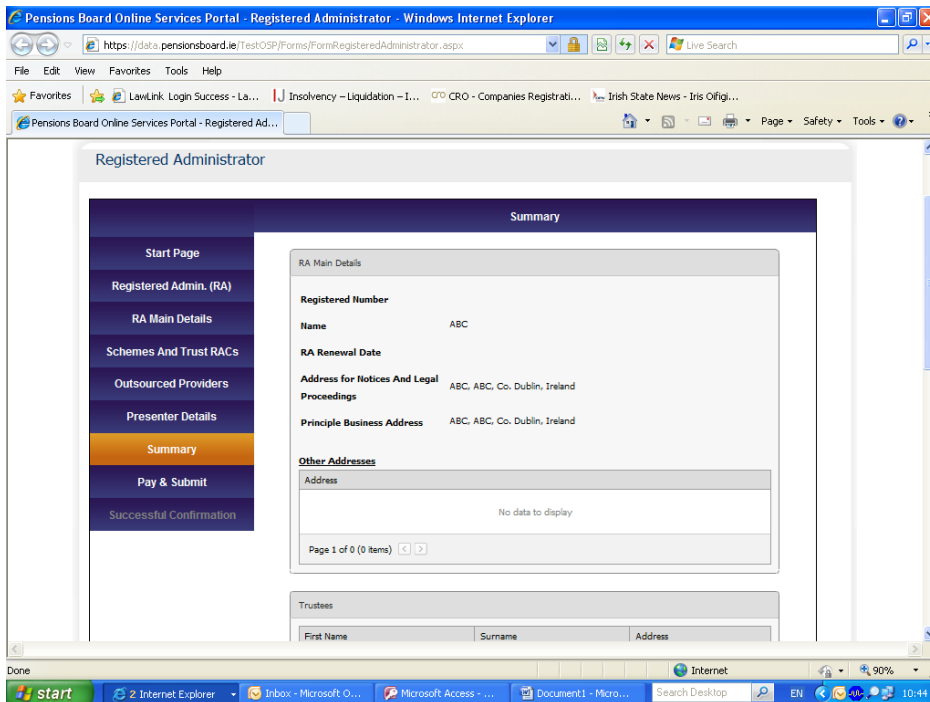 Pensions Board Online Services Portal - Registered Administrator - Windows Internet Explorer
https://data.pensionsboard.ie/TestOSP/Forms/FormRegisteredAdministrator.aspx
Live Search
File Edit View Favorites Tools Help
Favorites LawLink Login Success - La... Insolvency – Liquidation – I... CRO - Companies Registrati... Irish State News - Iris Oifigi...
Pensions Board Online Services Portal - Registered Ad... Page Safety Tools
Registered Administrator
Summary
Start Page
Registered Admin. (RA)
RA Main Details
Schemes And Trust RACs
Outsourced Providers
Presenter Details
Summary
Pay & Submit
Successful Confirmation
RA Main Details
Registered Number
Name ABC
RA Renewal Date
Address for Notices And Legal
Proceedings ABC, ABC, Co. Dublin, Ireland
Principle Business Address ABC, ABC, Co. Dublin, Ireland
Other Addresses
Address
No data to display
Page 1 of 0 (0 items) < >
Trustees
First Name Surname Address
Done Internet 90%
start 2 Internet Explorer Inbox - Microsoft O... Microsoft Access - ... Document1 - Micro... Search Desktop EN 10:44